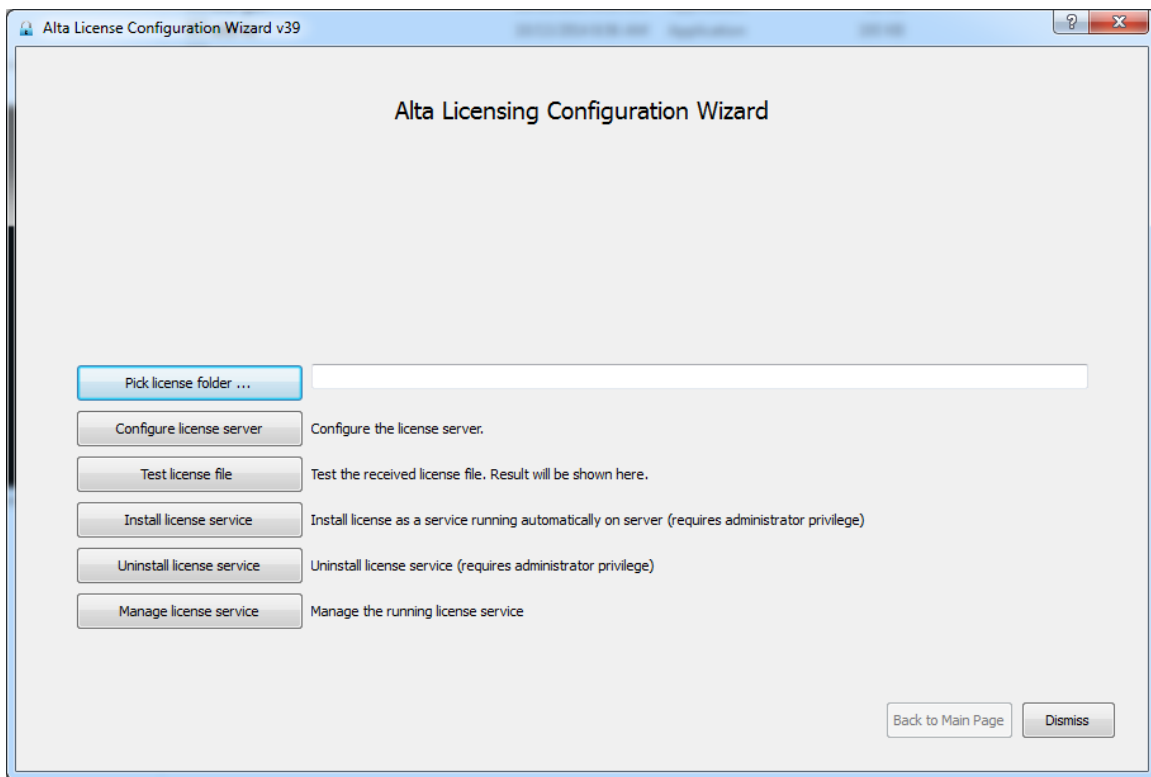 Alta License Configuration Wizard v39
Alta Licensing Configuration Wizard
Pick license folder ...
Configure license server Configure the license server.
Test license file Test the received license file. Result will be shown here.
Install license service Install license as a service running automatically on server (requires administrator privilege)
Uninstall license service Uninstall license service (requires administrator privilege)
Manage license service Manage the running license service
Back to Main Page Dismiss